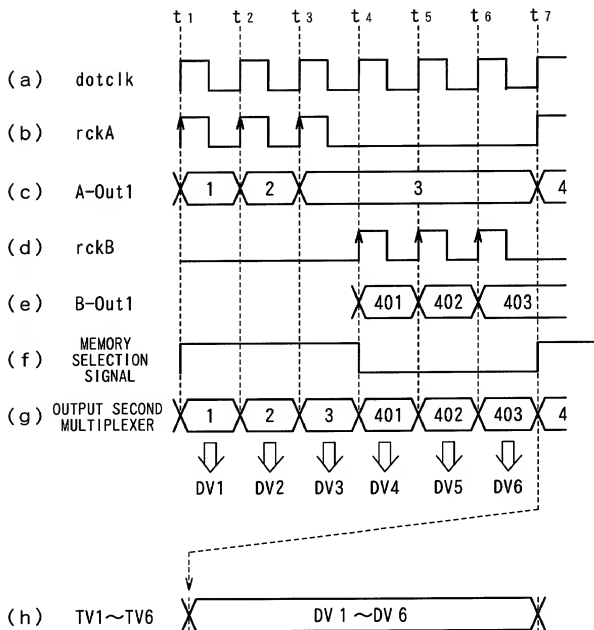 t1 t2 t3 t4 t5 t6 t7
(a) dotclk
(b) rckA
(c) A-Out1 1 2 3 4
(d) rckB
(e) B-Out1 401 402 403
(f) MEMORY
SELECTION
SIGNAL
(g) OUTPUT SECOND
MULTIPLEXER 1 2 3 401 402 403 4
DV1 DV2 DV3 DV4 DV5 DV6
(h) TV1～TV6 DV 1～DV 6